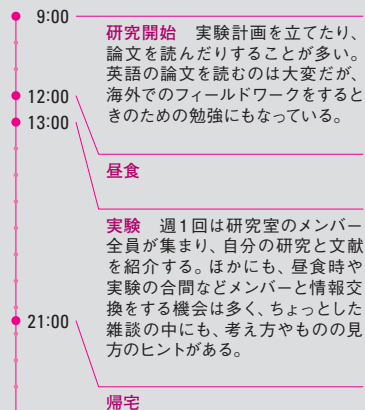 9:00
研究開始 実験計画を立てたり、
論文を読んだりすることが多い。
英語の論文を読むのは大変だが、
海外でのフィールドワークをすると
きのための勉強にもなっている。
12:00
昼食
13:00
実験 週1回は研究室のメンバー
全員が集まり、自分の研究と文献
を紹介する。ほかにも、昼食時や
実験の合間などメンバーと情報交
換をする機会は多く、ちょっとした
雑談の中にも、考え方やものの見
方のヒントがある。
21:00
帰宅